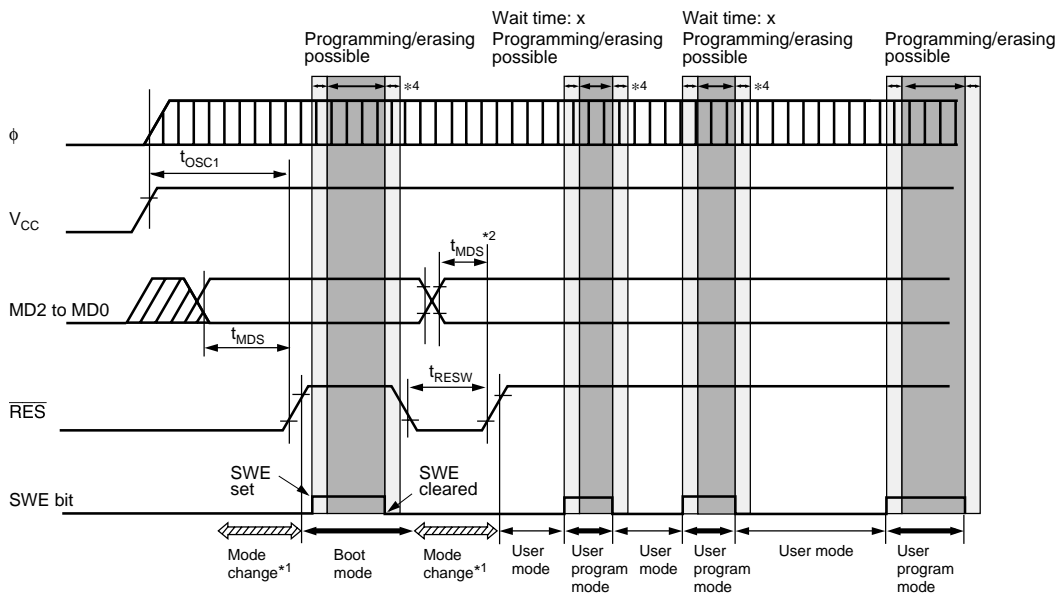 Wait time: x
Wait time: x
Programming/erasing possible
Programming/erasing possible
Programming/erasing possible
Programming/erasing possible
*4
*4
*4
φ
tOSC1
VCC
tMDS*2
MD2 to MD0
tMDS
tRESW
RES
SWE set
SWE cleared
SWE bit
Mode change*1
Boot mode
Mode change*1
User mode
User program mode
User mode
User program mode
User mode
User program mode